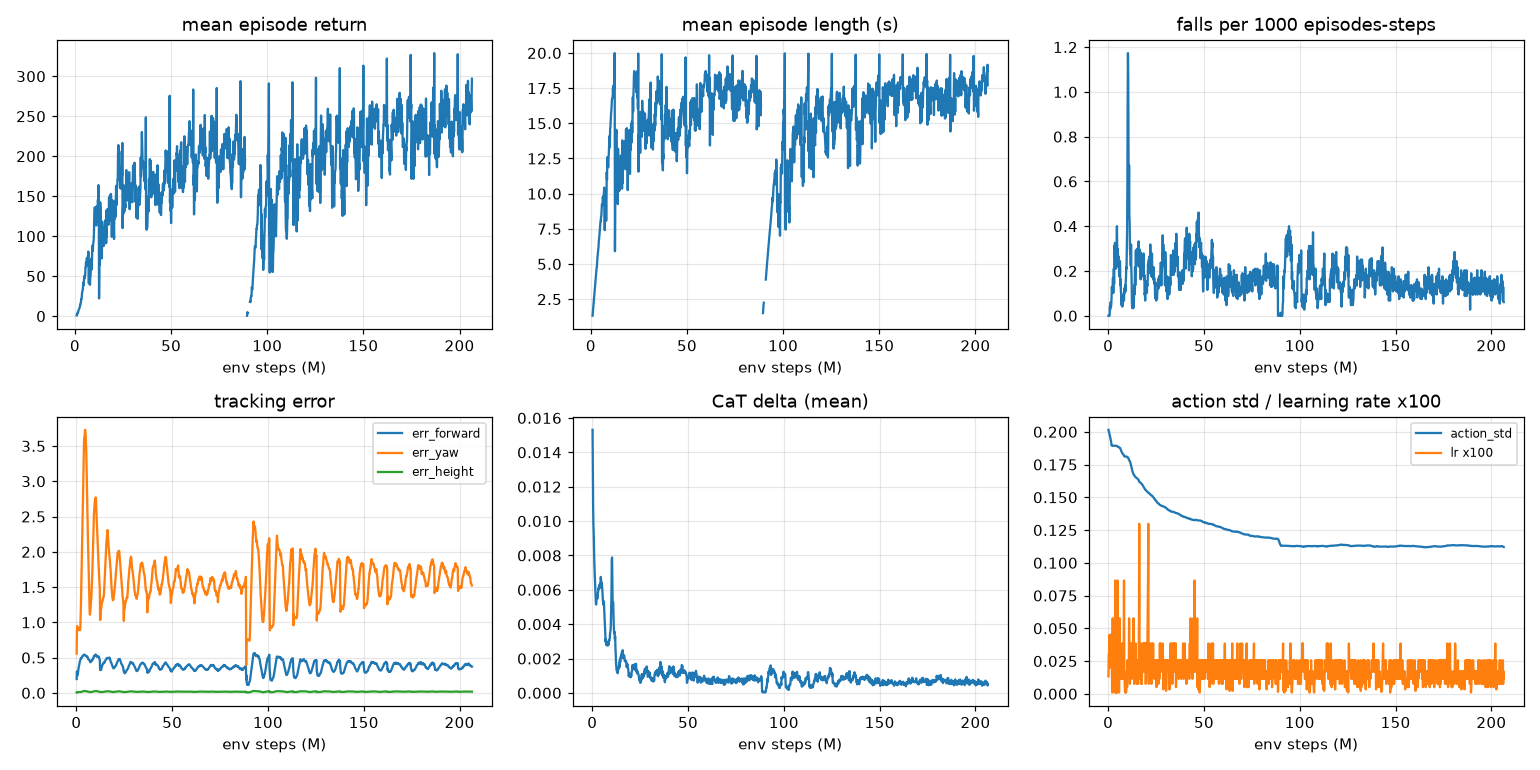 mean episode return
300
250
200
150
100
50
0
0 50 100 150 200
env steps (M)
mean episode length (s)
20.0
17.5
15.0
12.5
10.0
7.5
5.0
2.5
0 50 100 150 200
env steps (M)
falls per 1000 episodes-steps
1.2
1.0
0.8
0.6
0.4
0.2
0.0
0 50 100 150 200
env steps (M)
tracking error
3.5
3.0
2.5
2.0
1.5
1.0
0.5
0.0
err_forward
err_yaw
err_height
0 50 100 150 200
env steps (M)
CaT delta (mean)
0.016
0.014
0.012
0.010
0.008
0.006
0.004
0.002
0.000
0 50 100 150 200
env steps (M)
action std / learning rate x100
0.200
0.175
0.150
0.125
0.100
0.075
0.050
0.025
0.000
action_std
lr x100
0 50 100 150 200
env steps (M)